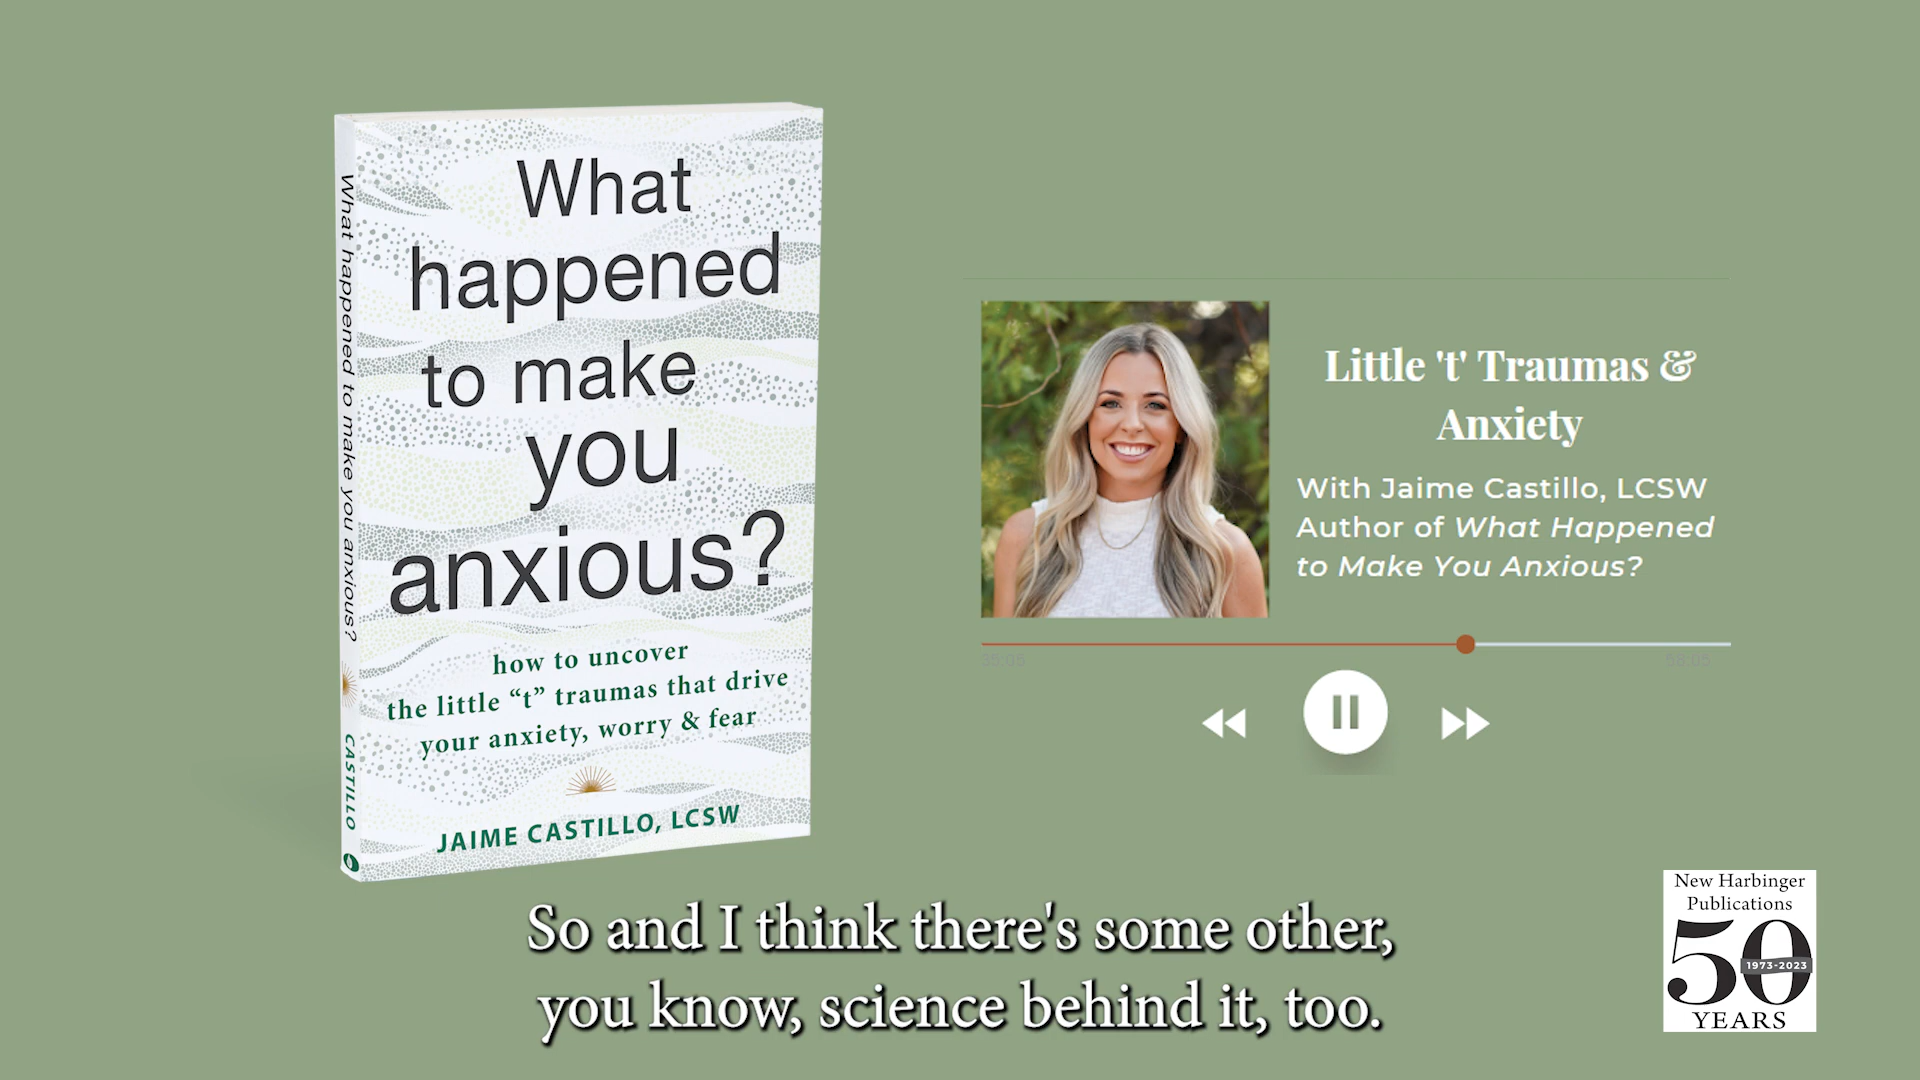 What happened to make you anxious?
CASTILLO
What
happened
to make
you
anxious?
how to uncover
the little “t” traumas that drive
your anxiety, worry & fear
JAIME CASTILLO, LCSW
Little 't' Traumas &
Anxiety
With Jaime Castillo, LCSW
Author of What Happened
to Make You Anxious?
35:05
So and I think there's some other,
you know, science behind it, too.
New Harbinger
Publications
50
1973-2023
YEARS